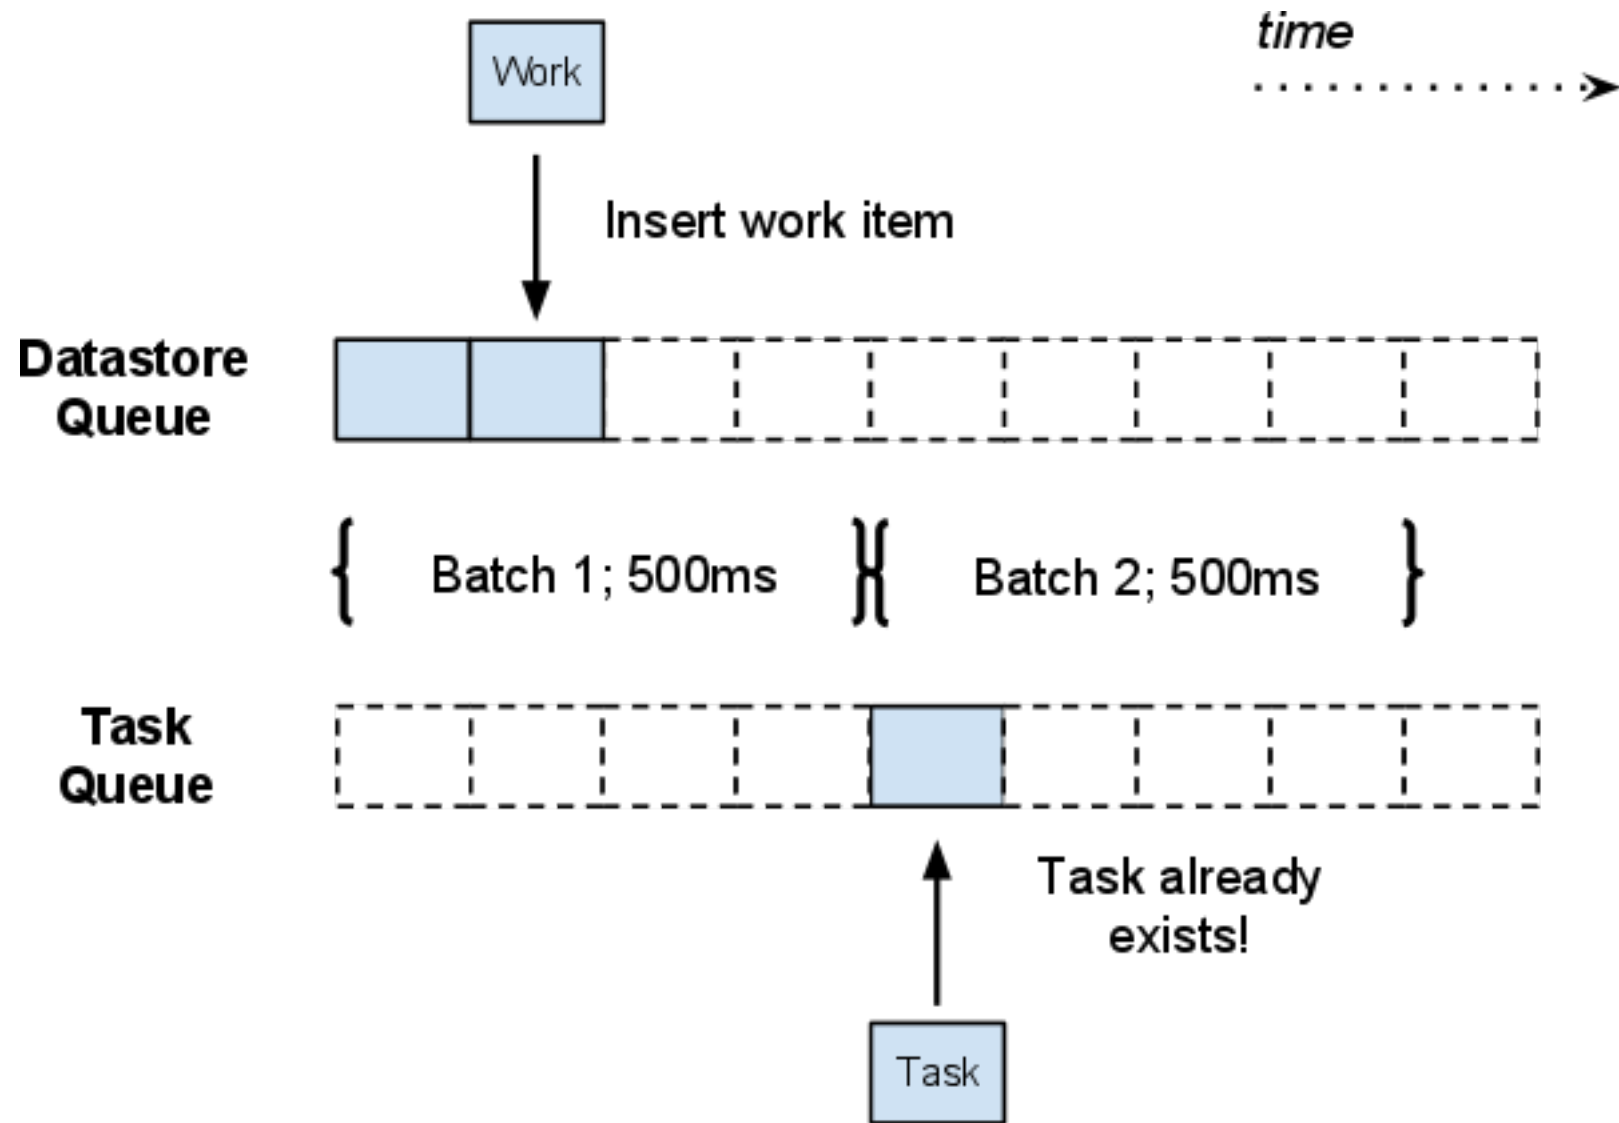 time
Work
Insert work item
Datastore
Queue
Batch 1; 500ms
Batch 2; 500ms
Task
Queue
Task already
exists!
Task